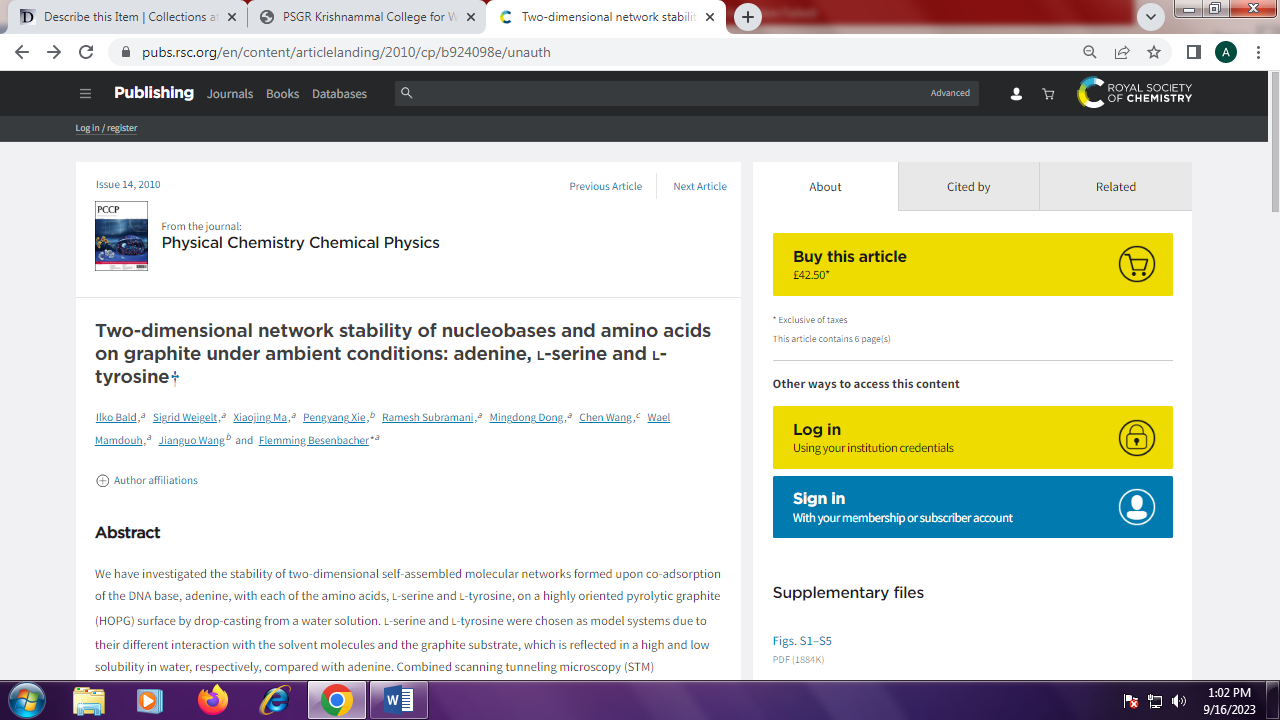 Describe this Item | Collections at
PSGR Krishnammal College for W
Two-dimensional network stabilit
pubs.rsc.org/en/content/articlelanding/2010/cp/b924098e/unauth
A
Publishing
Journals
Books
Databases
Advanced
ROYAL SOCIETY
OF CHEMISTRY
Log in / register
Issue 14, 2010
Previous Article
Next Article
PCCP
From the journal:
Physical Chemistry Chemical Physics
Two-dimensional network stability of nucleobases and amino acids
on graphite under ambient conditions: adenine, L-serine and L-
tyrosine†
Ilko Bald,a Sigrid Weigelt,a Xiaojing Ma,a Pengyang Xie,b Ramesh Subramani,a Mingdong Dong,a Chen Wang,c Wael
Mamdouh,a Jianguo Wang b and Flemming Besenbacher*a
Author affiliations
Abstract
We have investigated the stability of two-dimensional self-assembled molecular networks formed upon co-adsorption
of the DNA base, adenine, with each of the amino acids, L-serine and L-tyrosine, on a highly oriented pyrolytic graphite
(HOPG) surface by drop-casting from a water solution. L-serine and L-tyrosine were chosen as model systems due to
their different interaction with the solvent molecules and the graphite substrate, which is reflected in a high and low
solubility in water, respectively, compared with adenine. Combined scanning tunneling microscopy (STM)
About
Cited by
Related
Buy this article
£42.50*
* Exclusive of taxes
This article contains 6 page(s)
Other ways to access this content
Log in
Using your institution credentials
Sign in
With your membership or subscriber account
Supplementary files
Figs. S1–S5
PDF (1884K)
1:02 PM
9/16/2023